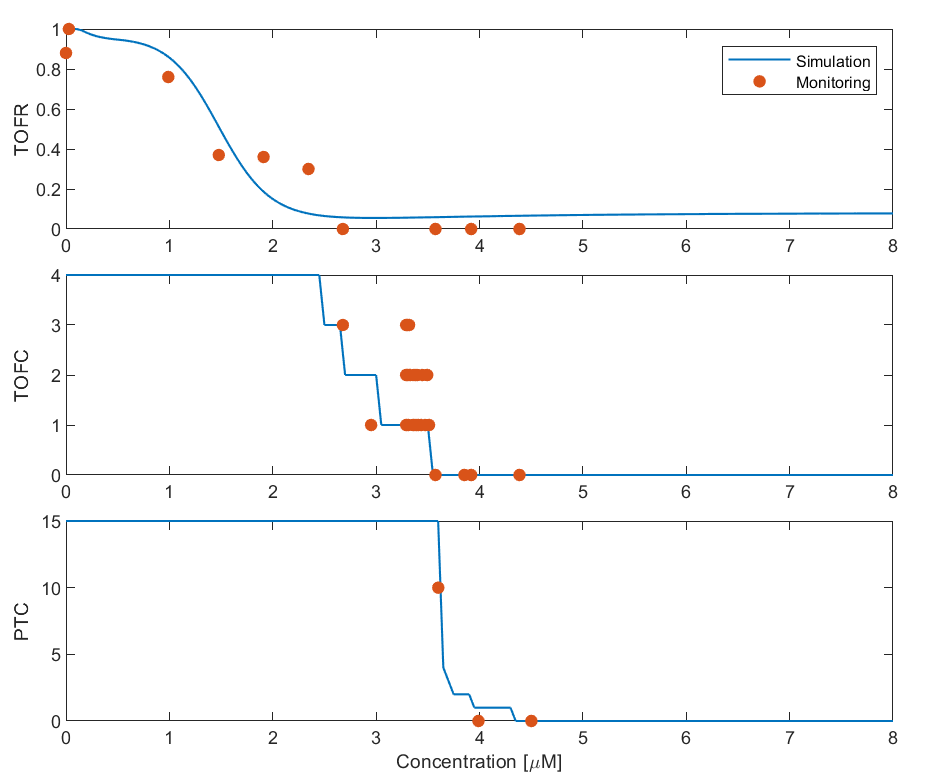 1
0.8
0.6
0.4
0.2
0
TOFR
Simulation
Monitoring
0 1 2 3 4 5 6 7 8
4
3
2
1
0
TOFC
0 1 2 3 4 5 6 7 8
15
10
5
0
PTC
0 1 2 3 4 5 6 7 8
Concentration [μM]